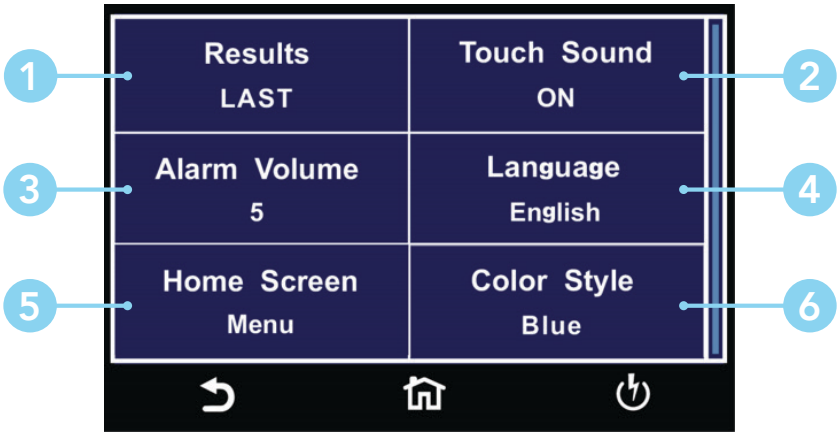 1
Results
LAST
2
Touch Sound
ON
3
Alarm Volume
5
4
Language
English
5
Home Screen
Menu
6
Color Style
Blue